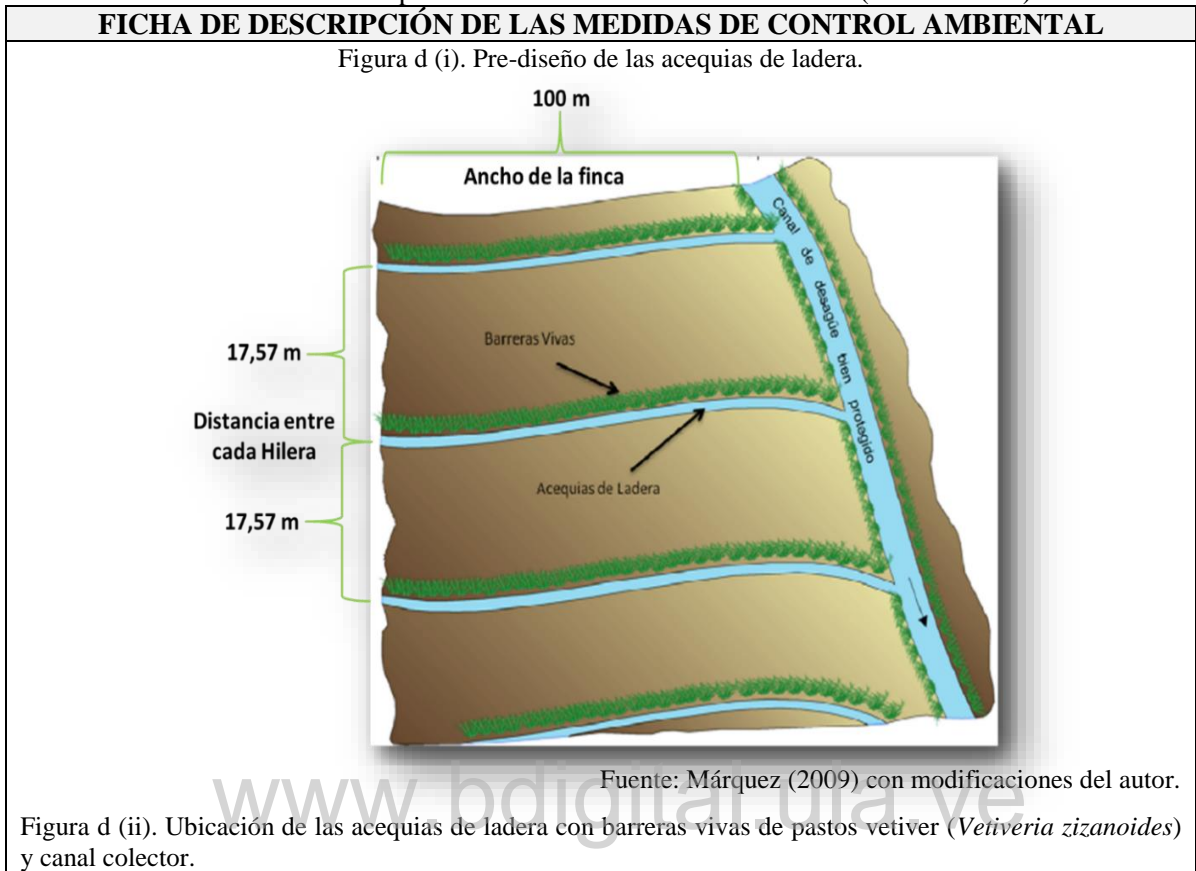 FICHA DE DESCRIPCIÓN DE LAS MEDIDAS DE CONTROL AMBIENTAL
Figura d (i). Pre-diseño de las acequias de ladera.
100 m
Ancho de la finca
Canal de desagüe bien protagido
17,57 m
Barreras Vivas
Distancia entre
cada Hilera
Acequias de Ladera
17,57 m
Fuente: Márquez (2009) con modificaciones del autor.
www.bdigital.ula.ve
Figura d (ii). Ubicación de las acequias de ladera con barreras vivas de pastos vetiver (Vetiveria zizanoides)
y canal colector.